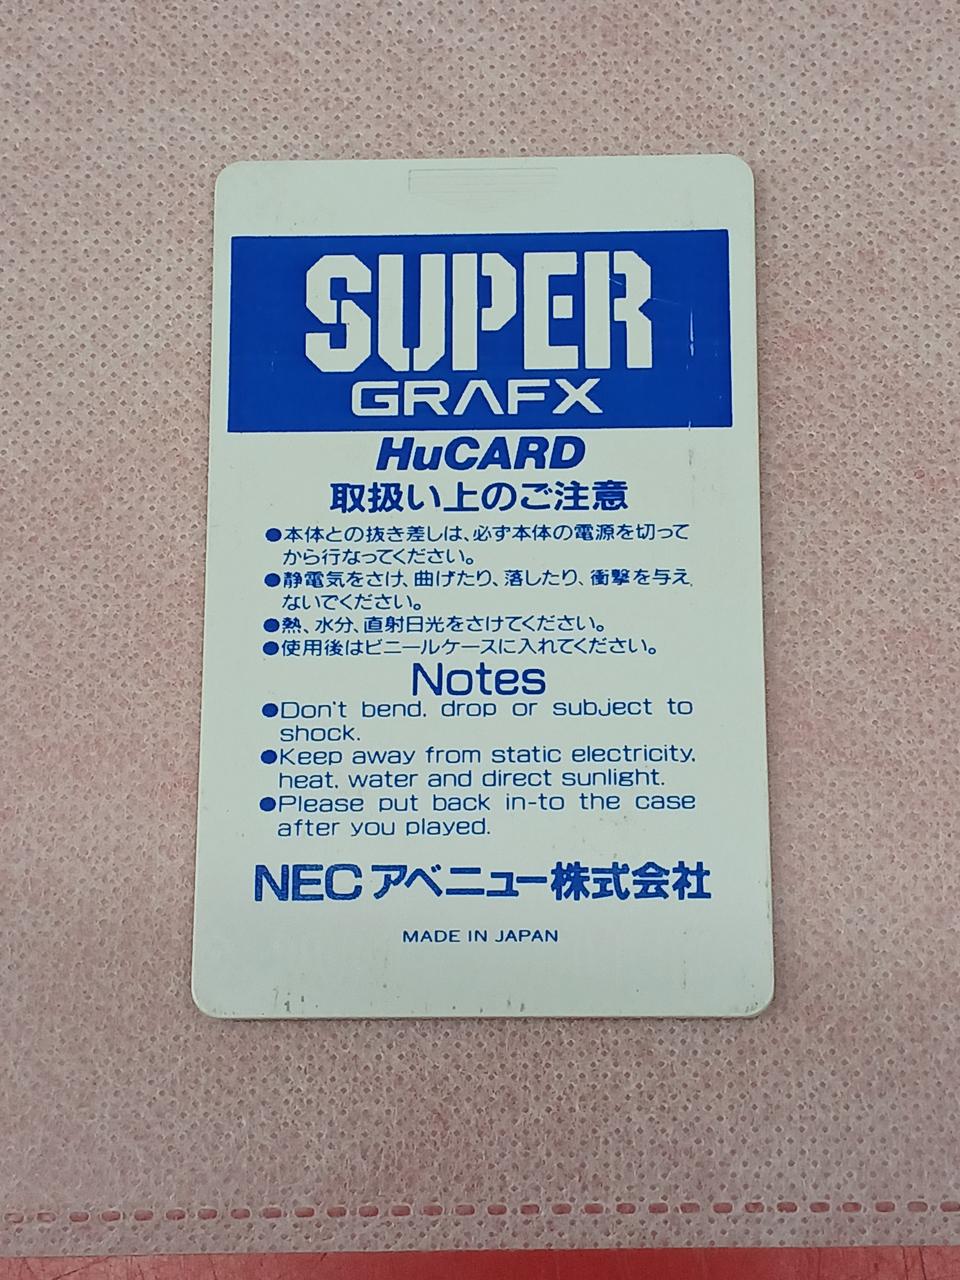 SUPER
GRAFX
HuCARD
取扱い上のご注意
●本体との抜き差しは、必ず本体の電源を切って
から行なってください。
●静電気をさけ、曲げたり、落したり、衝撃を与え
ないでください。
●熱、水分、直射日光をさけてください。
●使用後はビニールケースに入れてください。
Notes
●Don't bend, drop or subject to
shock.
●Keep away from static electricity,
heat, water and direct sunlight.
●Please put back in-to the case
after you played.
NECアベニュー株式会社
MADE IN JAPAN